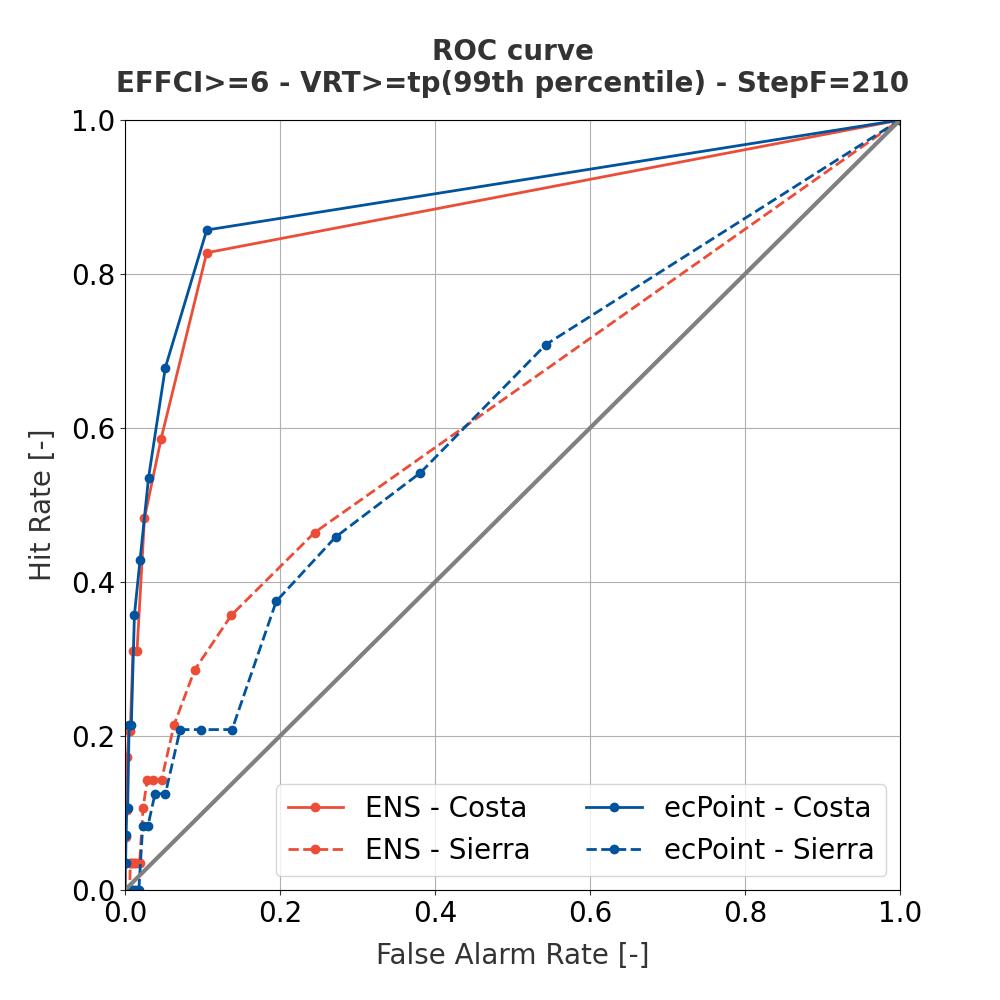 ROC curve
EFFCI>=6 - VRT>=tp(99th percentile) - StepF=210
1.0
0.8
0.6
0.4
0.2
0.0
Hit Rate [-]
ENS - Costa
ecPoint - Costa
ENS - Sierra
ecPoint - Sierra
0.0 0.2 0.4 0.6 0.8 1.0
False Alarm Rate [-]